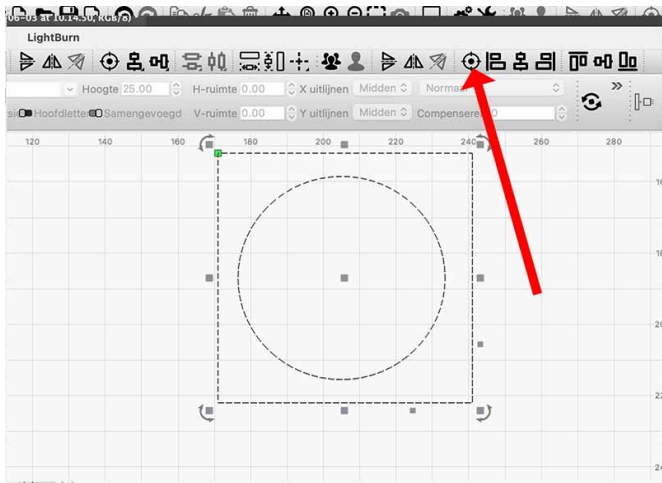 06-03 at 10.14.50, RGB/8) *
LightBurn
Hoogte 25.00 H-ruimte 0.00 X uitlijnen Midden
Hoofdletter Samengevoegd V-ruimte 0.00 Y uitlijnen Midden Compenseren
120 140 160 180 200 220 240 260 280